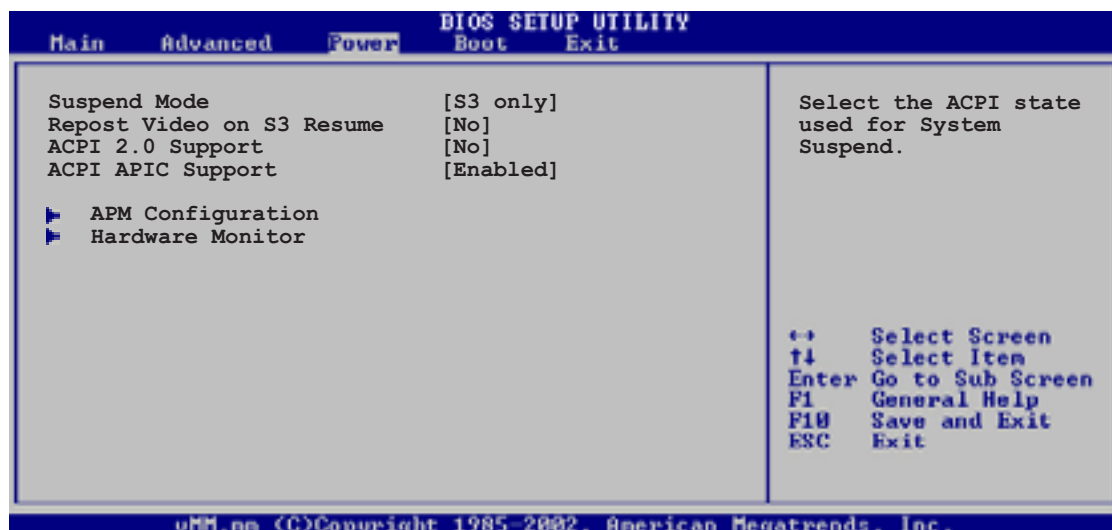 BIOS SETUP UTILITY
Main Advanced Power Boot Exit
Suspend Mode [S3 only]
Repost Video on S3 Resume [No]
ACPI 2.0 Support [No]
ACPI APIC Support [Enabled]
APM Configuration
Hardware Monitor
Select the ACPI state
used for System
Suspend.
←→ Select Screen
↑↓ Select Item
Enter Go to Sub Screen
F1 General Help
F10 Save and Exit
ESC Exit
vMM.mm (C)Copyright 1985-2002, American Megatrends, Inc.